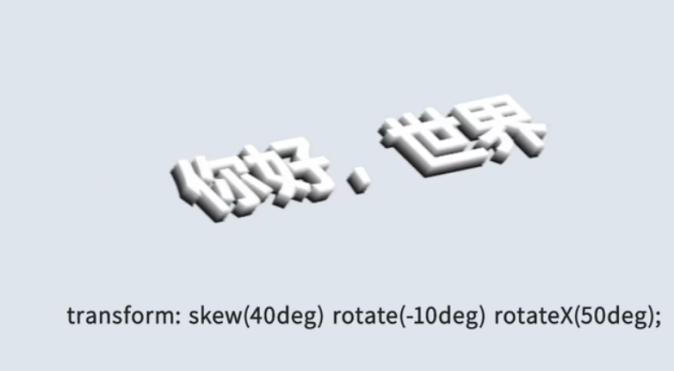 你好，世界
transform: skew(40deg) rotate(-10deg) rotateX(50deg);